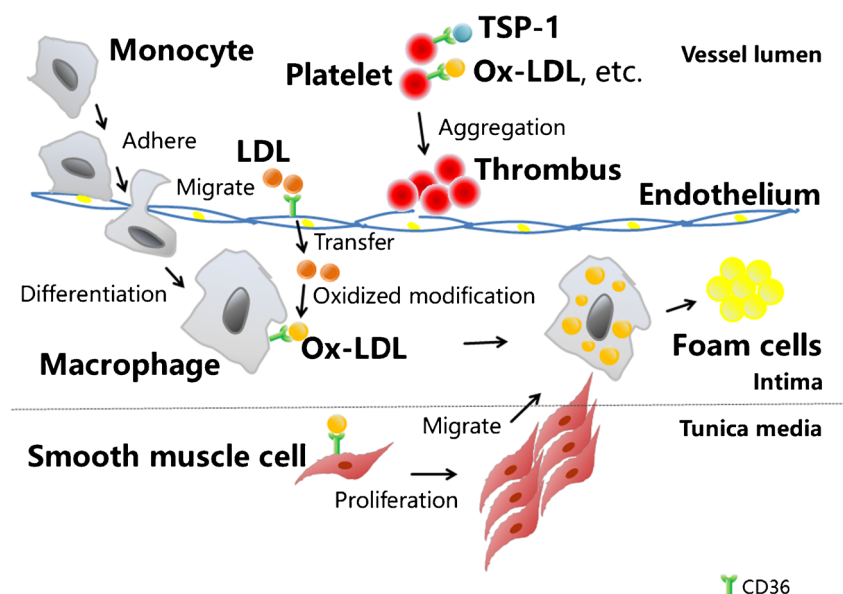 Monocyte
TSP-1
Platelet
Ox-LDL, etc.
Vessel lumen
Adhere
Aggregation
LDL
Migrate
Thrombus
Endothelium
Transfer
Differentiation
Oxidized modification
Macrophage
Ox-LDL
Foam cells
Intima
Migrate
Tunica media
Smooth muscle cell
Proliferation
CD36